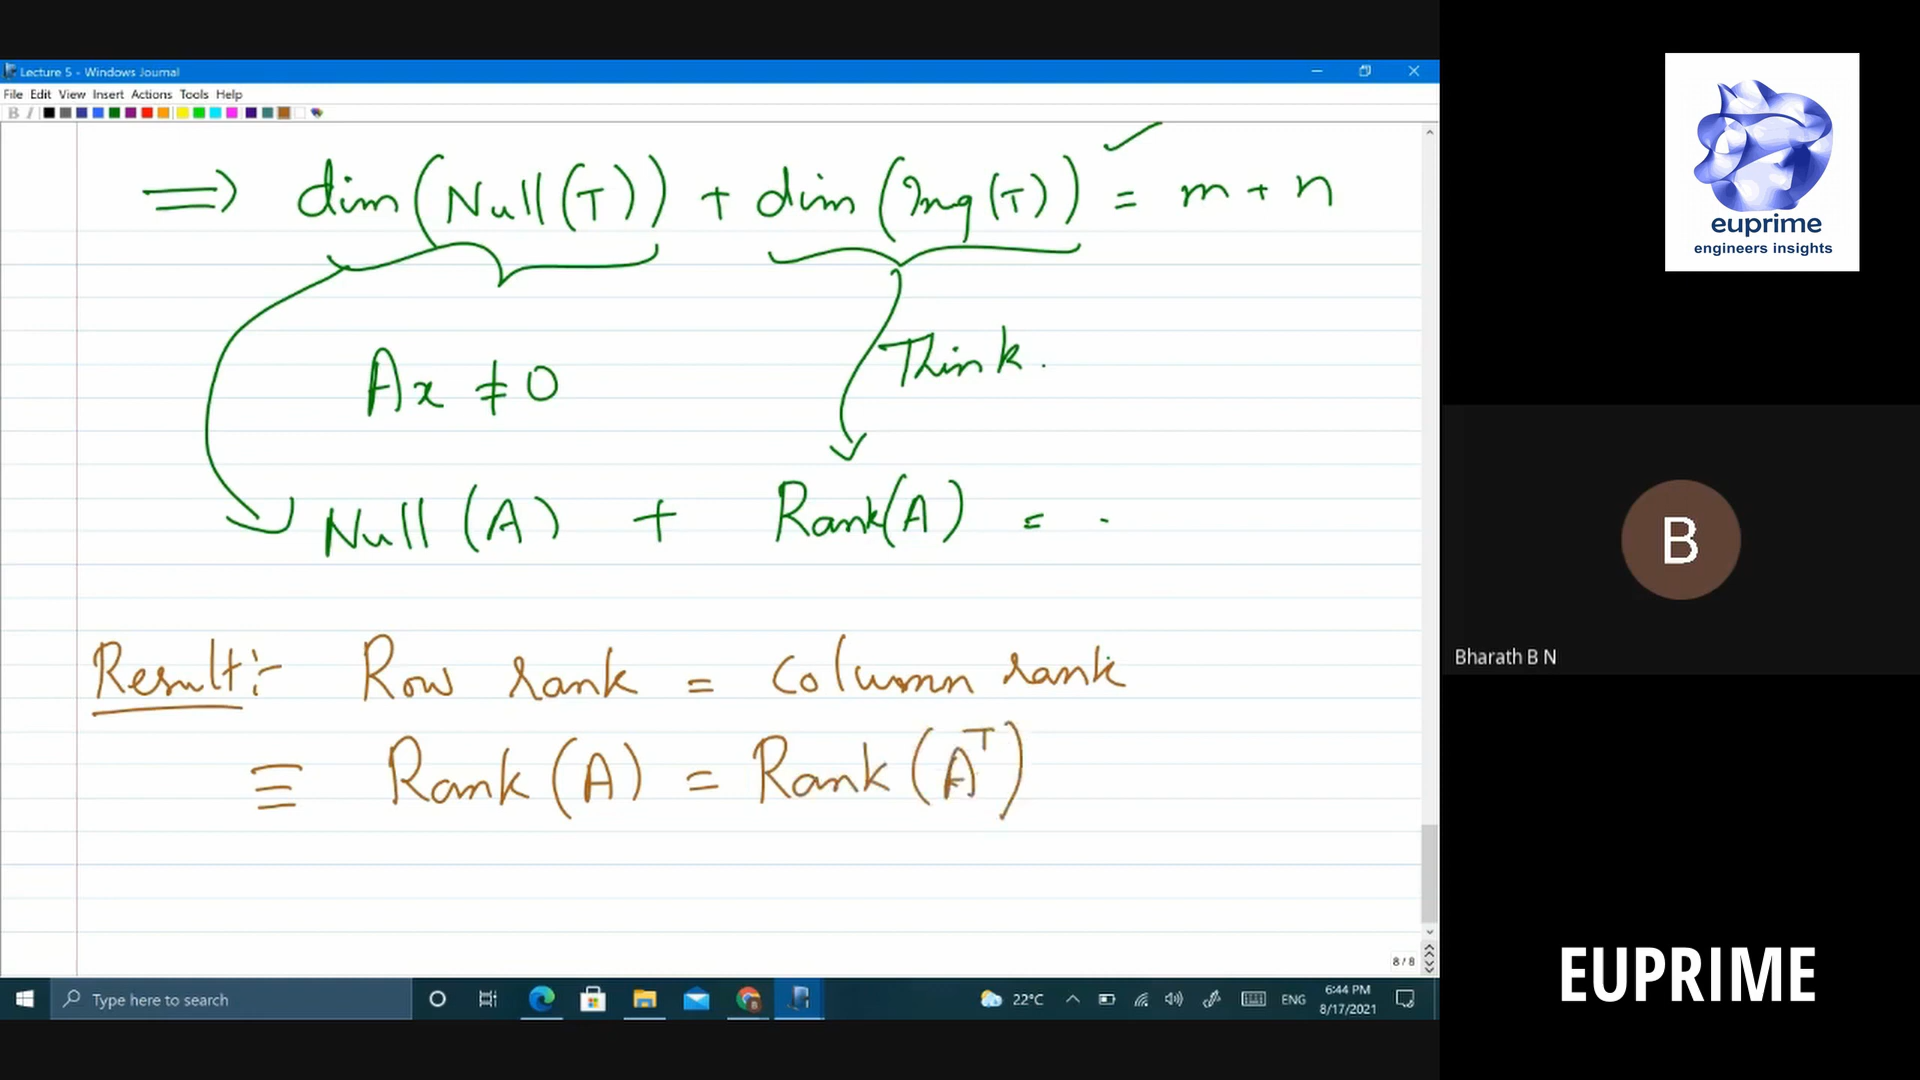 Lecture 5 - Windows Journal
File Edit View Insert Actions Tools Help
B I
⟹ dim(Null(T)) + dim(Img(T)) = m + n
Ax ≠ 0
Think.
Null(A) + Rank(A) = .
Result:- Row rank = Column rank
≡ Rank(A) = Rank(A^T)
8 / 8
Type here to search
22°C
ENG
6:44 PM
8/17/2021
euprime
engineers insights
B
Bharath B N
EUPRIME